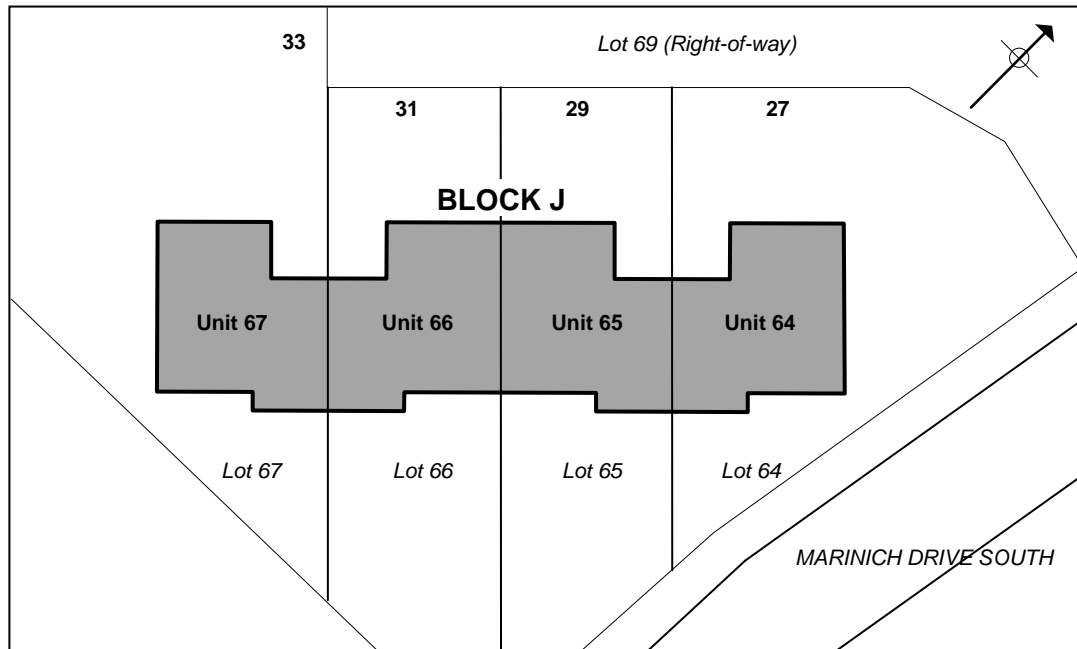 33
Lot 69 (Right-of-way)
31
29
27
BLOCK J
Unit 67
Unit 66
Unit 65
Unit 64
Lot 67
Lot 66
Lot 65
Lot 64
MARINICH DRIVE SOUTH